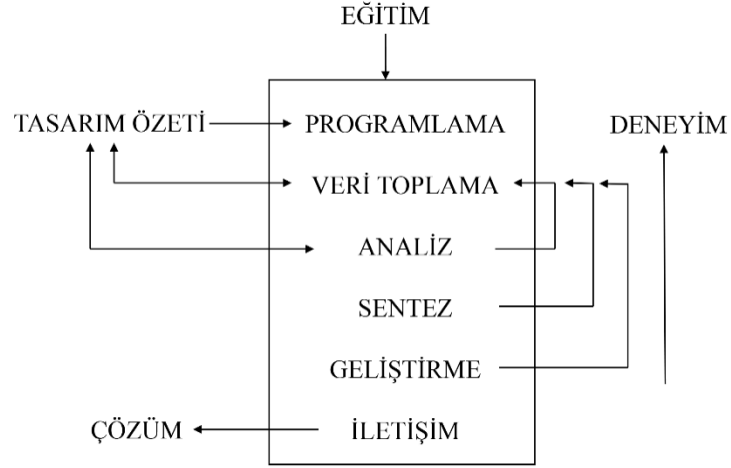 EĞİTİM
TASARIM ÖZETİ
PROGRAMLAMA
DENEYİM
VERİ TOPLAMA
ANALİZ
SENTEZ
GELİŞTİRME
ÇÖZÜM
İLETİŞİM